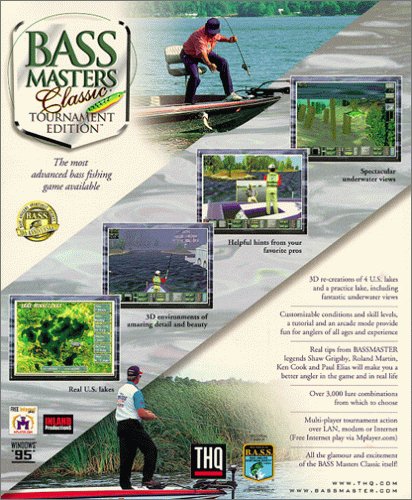 BASS
MASTERS
Classic
TOURNAMENT
EDITION™
The most
advanced bass fishing
game available
BASS
Spectacular
underwater views
Helpful hints from your
favorite pros
3D environments of
amazing detail and beauty
Real U.S. lakes
3D re-creations of 4 U.S. lakes
and a practice lake, including
fantastic underwater views
Customizable conditions and skill levels,
a tutorial and an arcade mode provide
fun for anglers of all ages and experience
Real tips from BASSMASTER
legends Shaw Grigsby, Roland Martin,
Ken Cook and Paul Elias will make you a
better angler in the game and in real life
Over 3,000 lure combinations
from which to choose
Multi-player tournament action
over LAN, modem or Internet
(Free Internet play via Mplayer.com)
All the glamour and excitement
of the BASS Masters Classic itself!
FREE
MPLAYER
INLAND
Productions
WINDOWS
95
THQ
B.A.S.S.
WWW.THQ.COM
WWW.BASSMASTER.COM